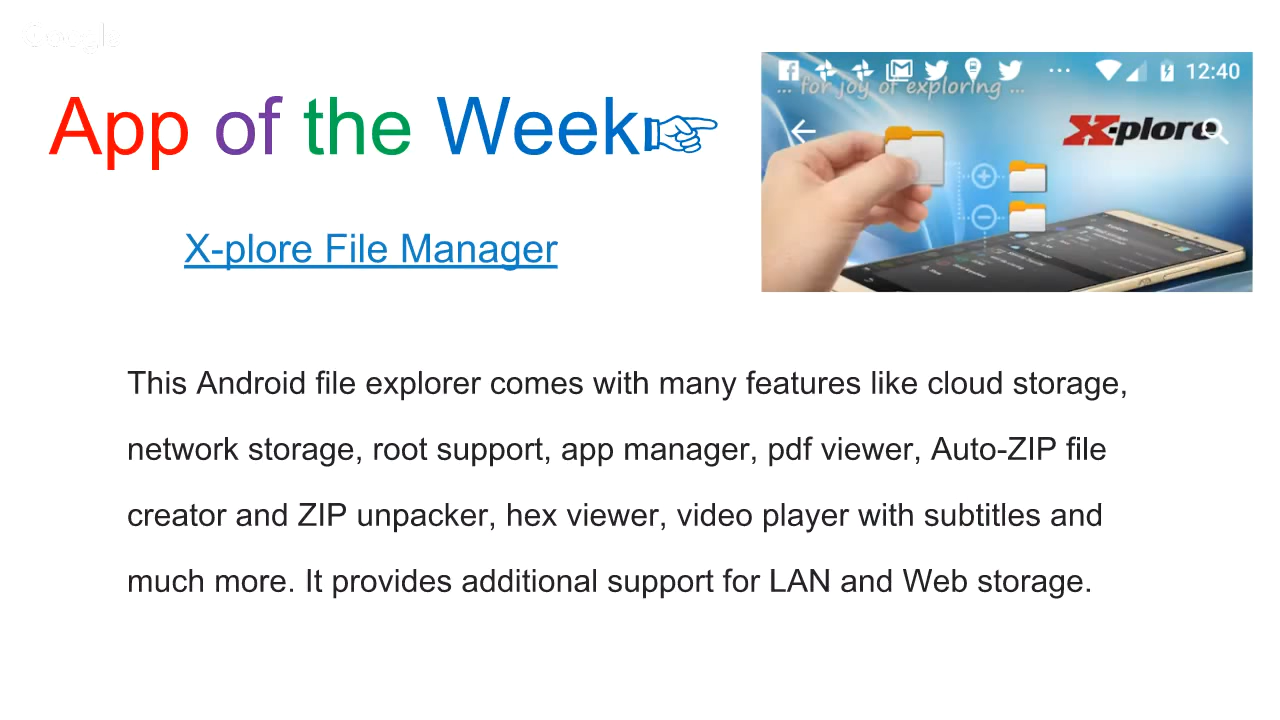 Google
App of the Week☞
X-plore File Manager
12:40
... for joy of exploring ...
X-plore
This Android file explorer comes with many features like cloud storage,
network storage, root support, app manager, pdf viewer, Auto-ZIP file
creator and ZIP unpacker, hex viewer, video player with subtitles and
much more. It provides additional support for LAN and Web storage.